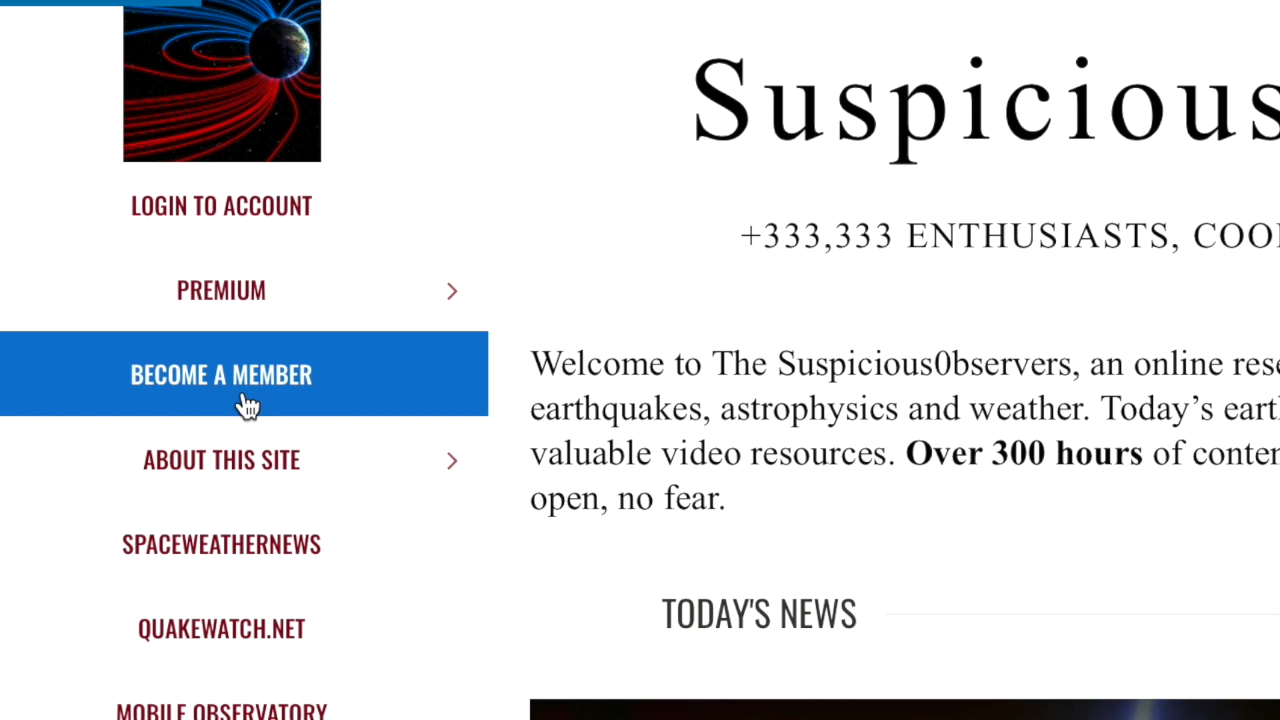 LOGIN TO ACCOUNT
PREMIUM
BECOME A MEMBER
ABOUT THIS SITE
SPACEWEATHERNEWS
QUAKEWATCH.NET
MOBILE OBSERVATORY
Suspicious
+333,333 ENTHUSIASTS,
Welcome to The Suspicious0bservers, an online
earthquakes, astrophysics and weather. Today’s
valuable video resources. Over 300 hours of
open, no fear.
TODAY'S NEWS